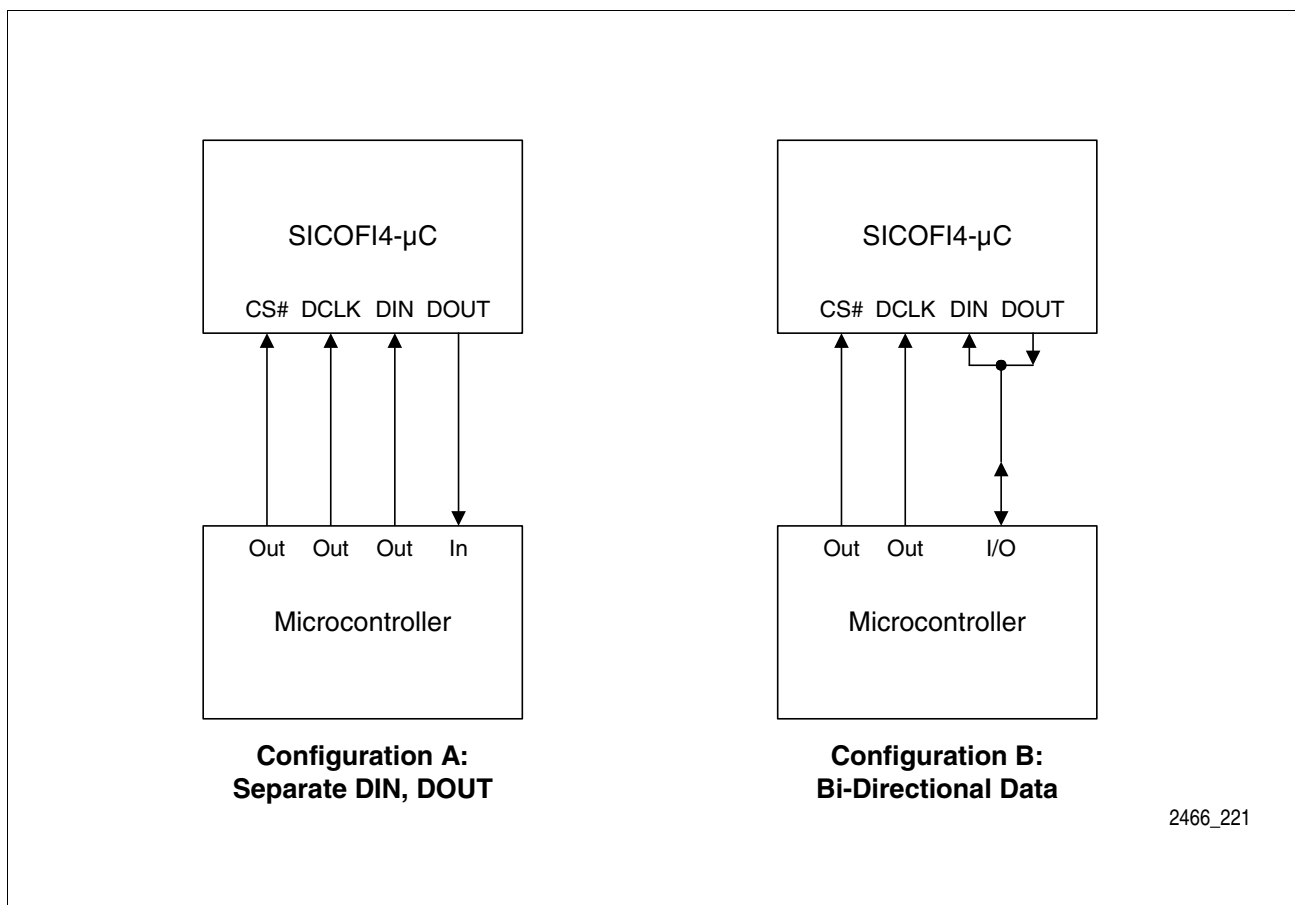 SICOFI4-µC
CS# DCLK DIN DOUT
Out Out Out In
Microcontroller
Configuration A:
Separate DIN, DOUT
SICOFI4-µC
CS# DCLK DIN DOUT
Out Out I/O
Microcontroller
Configuration B:
Bi-Directional Data
2466_221